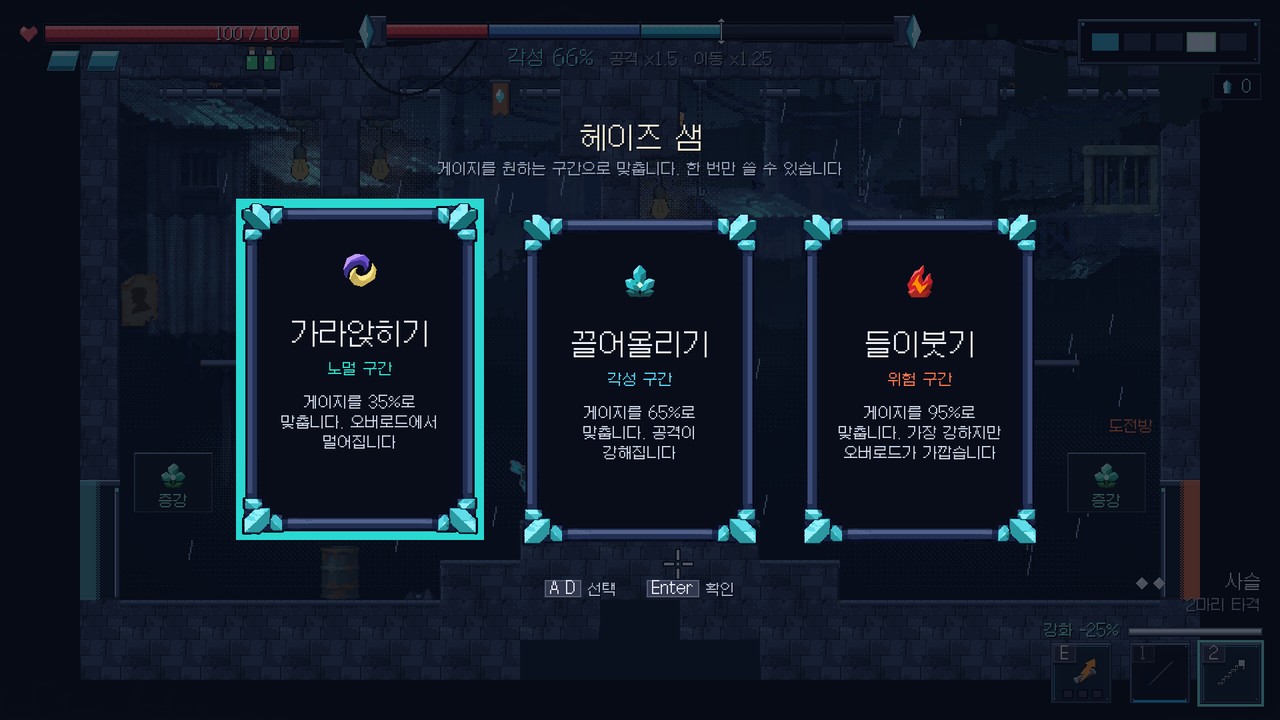 100 / 100
각성 66% 공격 x1.5 · 이동 x1.25
0
헤이즈 샘
게이지를 원하는 구간으로 맞춥니다. 한 번만 쓸 수 있습니다
가라앉히기
노멀 구간
게이지를 35%로
맞춥니다. 오버로드에서
멀어집니다
끌어올리기
각성 구간
게이지를 65%로
맞춥니다. 공격이
강해집니다
들이붓기
위험 구간
게이지를 95%로
맞춥니다. 가장 강하지만
오버로드가 가깝습니다
도전방
증강
증강
A D 선택 Enter 확인
사슬
2마리 타격
강화 -25%
E 1 2